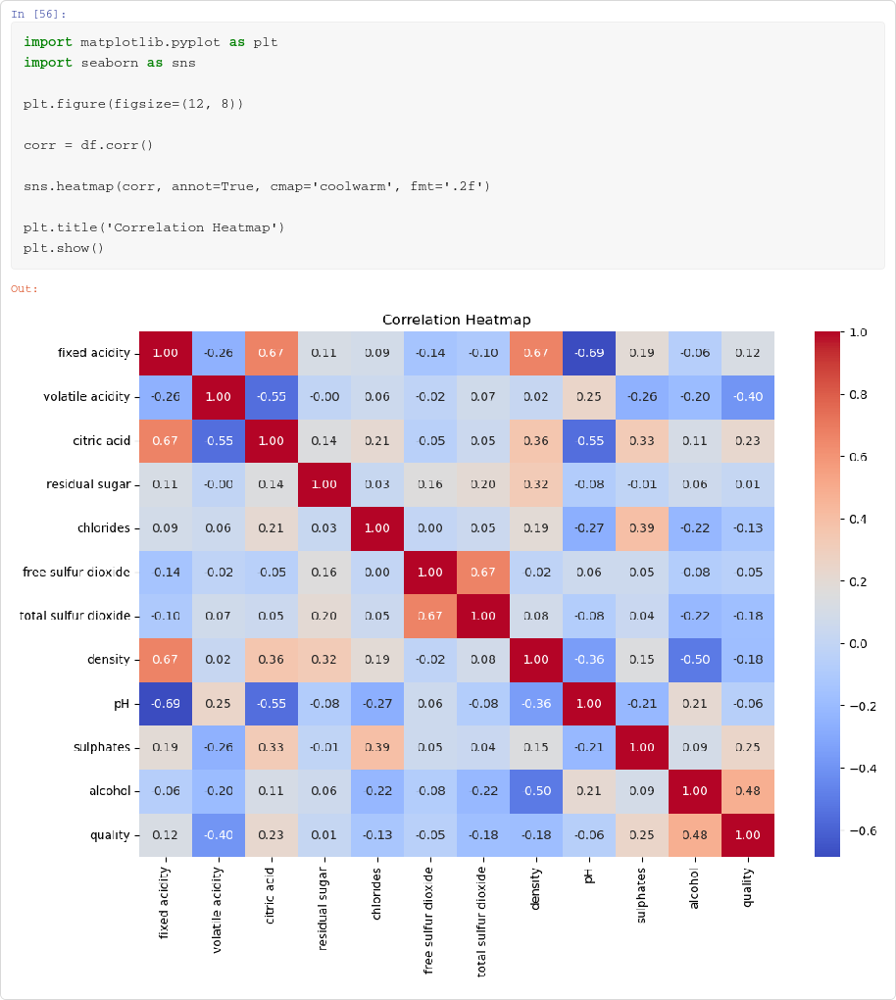 In [56]:
import matplotlib.pyplot as plt
import seaborn as sns
plt.figure(figsize=(12, 8))
corr = df.corr()
sns.heatmap(corr, annot=True, cmap='coolwarm', fmt='.2f')
plt.title('Correlation Heatmap')
plt.show()
Out:
Correlation Heatmap
fixed acidity 1.00 -0.26 0.67 0.11 0.09 -0.14 -0.10 0.67 -0.69 0.19 -0.06 0.12
volatile acidity -0.26 1.00 -0.55 -0.00 0.06 -0.02 0.07 0.02 0.25 -0.26 -0.20 -0.40
citric acid 0.67 -0.55 1.00 0.14 0.21 -0.05 0.05 0.36 -0.55 0.33 0.11 0.23
residual sugar 0.11 -0.00 0.14 1.00 0.03 0.16 0.20 0.32 -0.08 -0.01 0.06 0.01
chlorides 0.09 0.06 0.21 0.03 1.00 0.00 0.05 0.19 -0.27 0.39 -0.22 -0.13
free sulfur dioxide -0.14 -0.02 -0.05 0.16 0.00 1.00 0.67 -0.02 0.06 0.05 -0.08 -0.05
total sulfur dioxide -0.10 0.07 0.05 0.20 0.05 0.67 1.00 0.08 -0.08 0.04 -0.22 -0.18
density 0.67 0.02 0.36 0.32 0.19 -0.02 0.08 1.00 -0.36 0.15 -0.50 -0.18
pH -0.69 0.25 -0.55 -0.08 -0.27 0.06 -0.08 -0.36 1.00 -0.21 0.21 -0.06
sulphates 0.19 -0.26 0.33 -0.01 0.39 0.05 0.04 0.15 -0.21 1.00 0.09 0.25
alcohol -0.06 -0.20 0.11 0.06 -0.22 -0.08 -0.22 -0.50 0.21 0.09 1.00 0.48
quality 0.12 -0.40 0.23 0.01 -0.13 -0.05 -0.18 -0.18 -0.06 0.25 0.48 1.00
fixed acidity
volatile acidity
citric acid
residual sugar
chlorides
free sulfur dioxide
total sulfur dioxide
density
pH
sulphates
alcohol
quality
1.0
0.8
0.6
0.4
0.2
0.0
−0.2
−0.4
−0.6